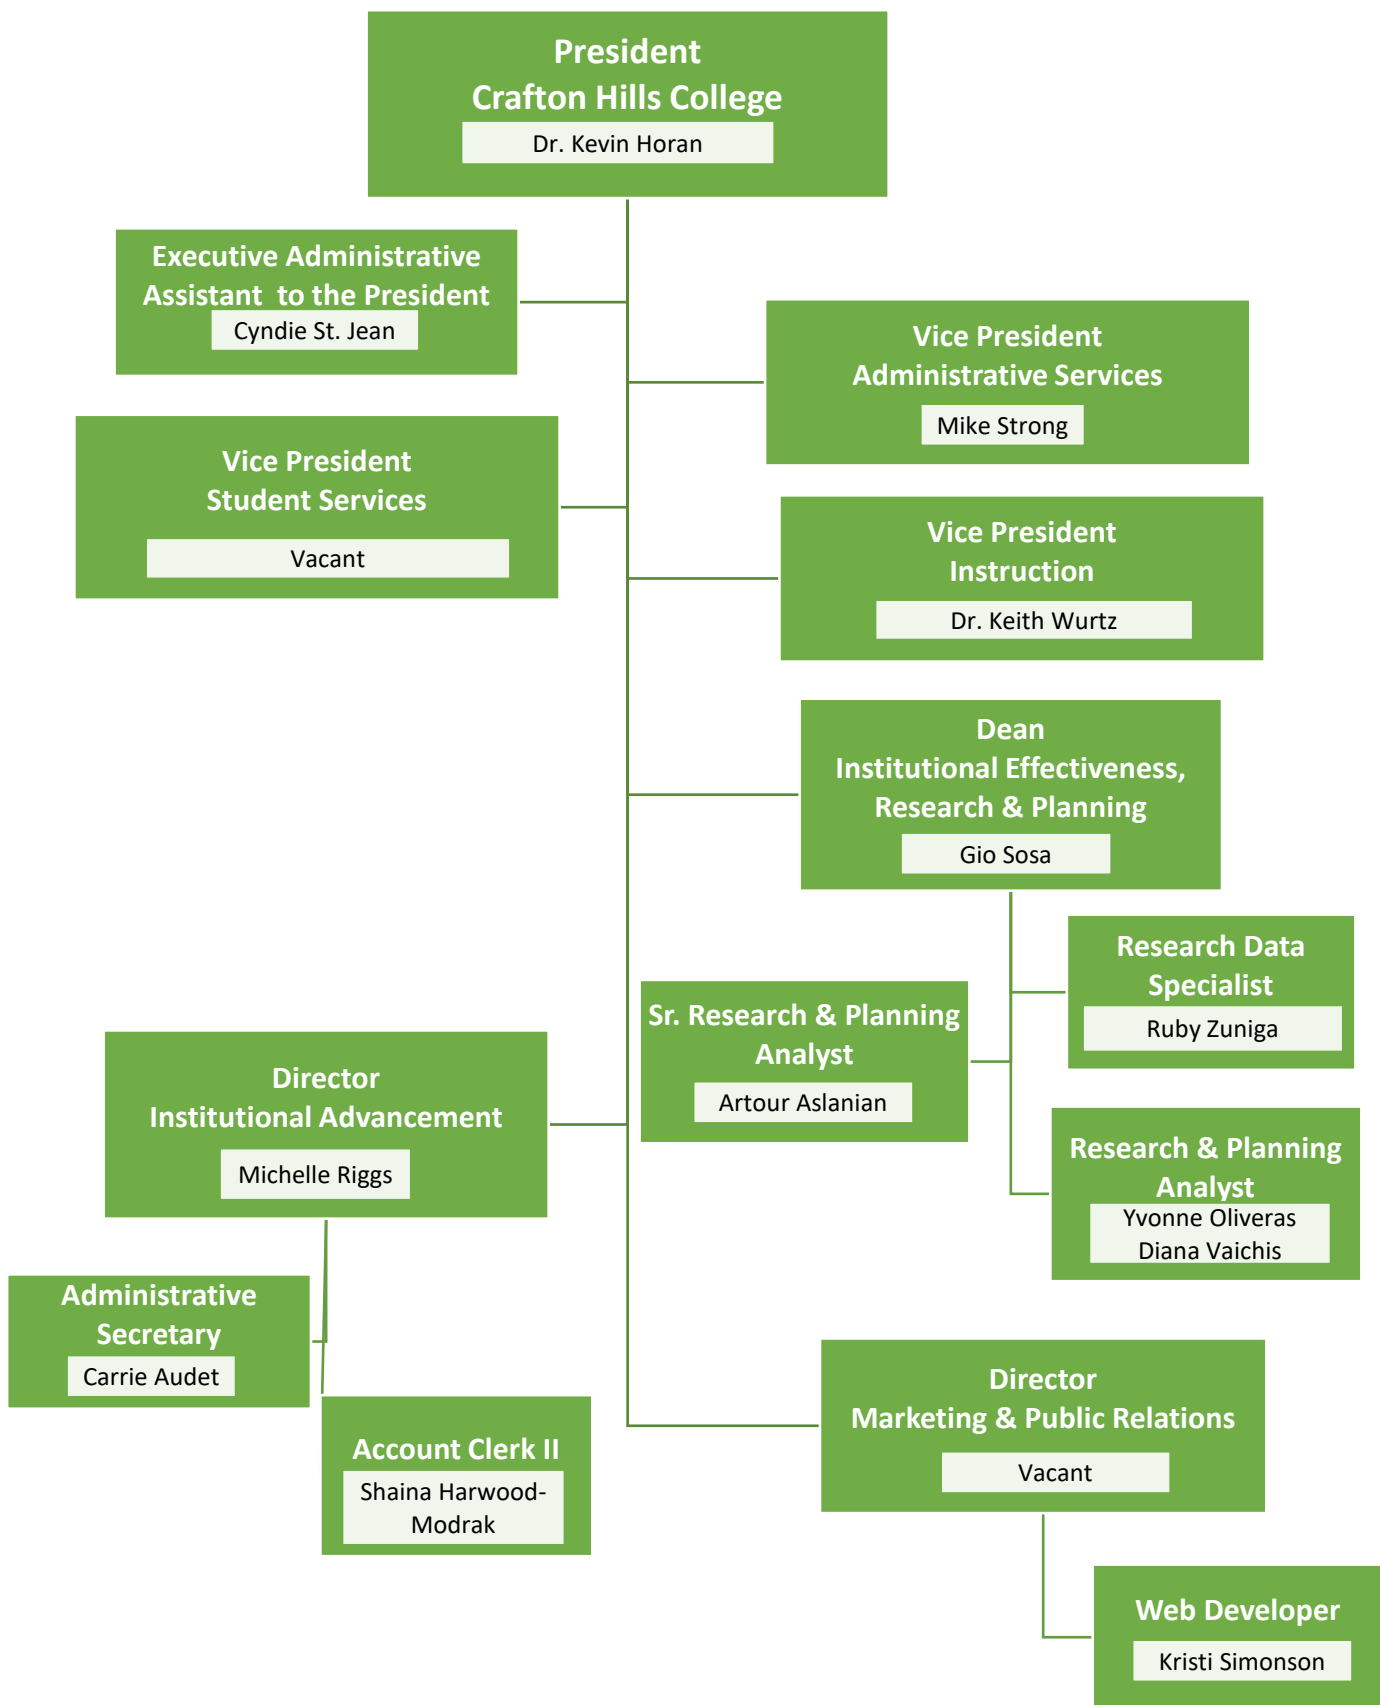 President
Crafton Hills College
Dr. Kevin Horan
Executive Administrative
Assistant  to the President
Cyndie St. Jean
Vice President
Administrative Services
Mike Strong
Vice President
Student Services
Vacant
Vice President
Instruction
Dr. Keith Wurtz
Dean
Institutional Effectiveness,
Research & Planning
Gio Sosa
Research Data
Specialist
Ruby Zuniga
Sr. Research & Planning
Analyst
Artour Aslanian
Research & Planning
Analyst
Yvonne Oliveras
Diana Vaichis
Director
Institutional Advancement
Michelle Riggs
Administrative
Secretary
Carrie Audet
Account Clerk II
Shaina Harwood-
Modrak
Director
Marketing & Public Relations
Vacant
Web Developer
Kristi Simonson